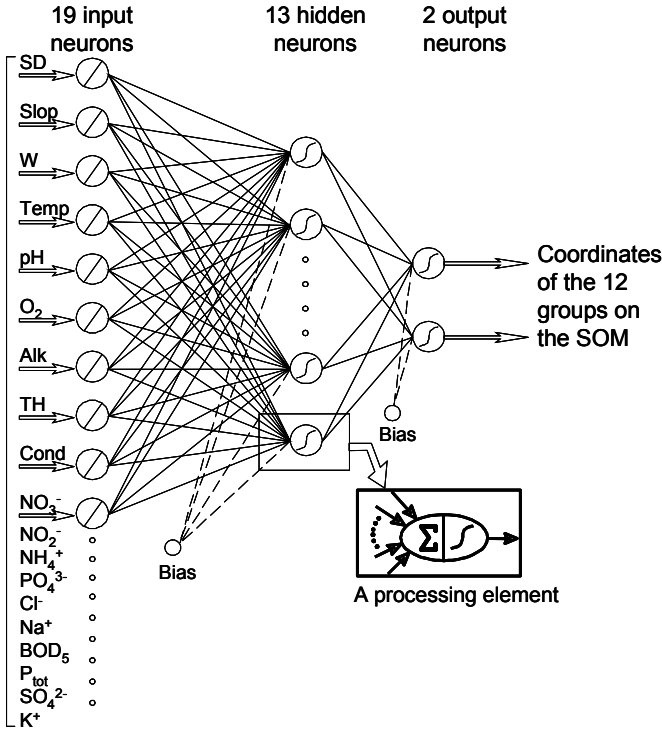 19 input
neurons
13 hidden
neurons
2 output
neurons
SD
Slop
W
Temp
pH
O₂
Alk
TH
Cond
NO₃⁻
NO₂⁻
NH₄⁺
PO₄³⁻
Cl⁻
Na⁺
BOD₅
Pₜₒₜ
SO₄²⁻
K⁺
Bias
Bias
Coordinates
of the 12
groups on
the SOM
Σ
A processing element